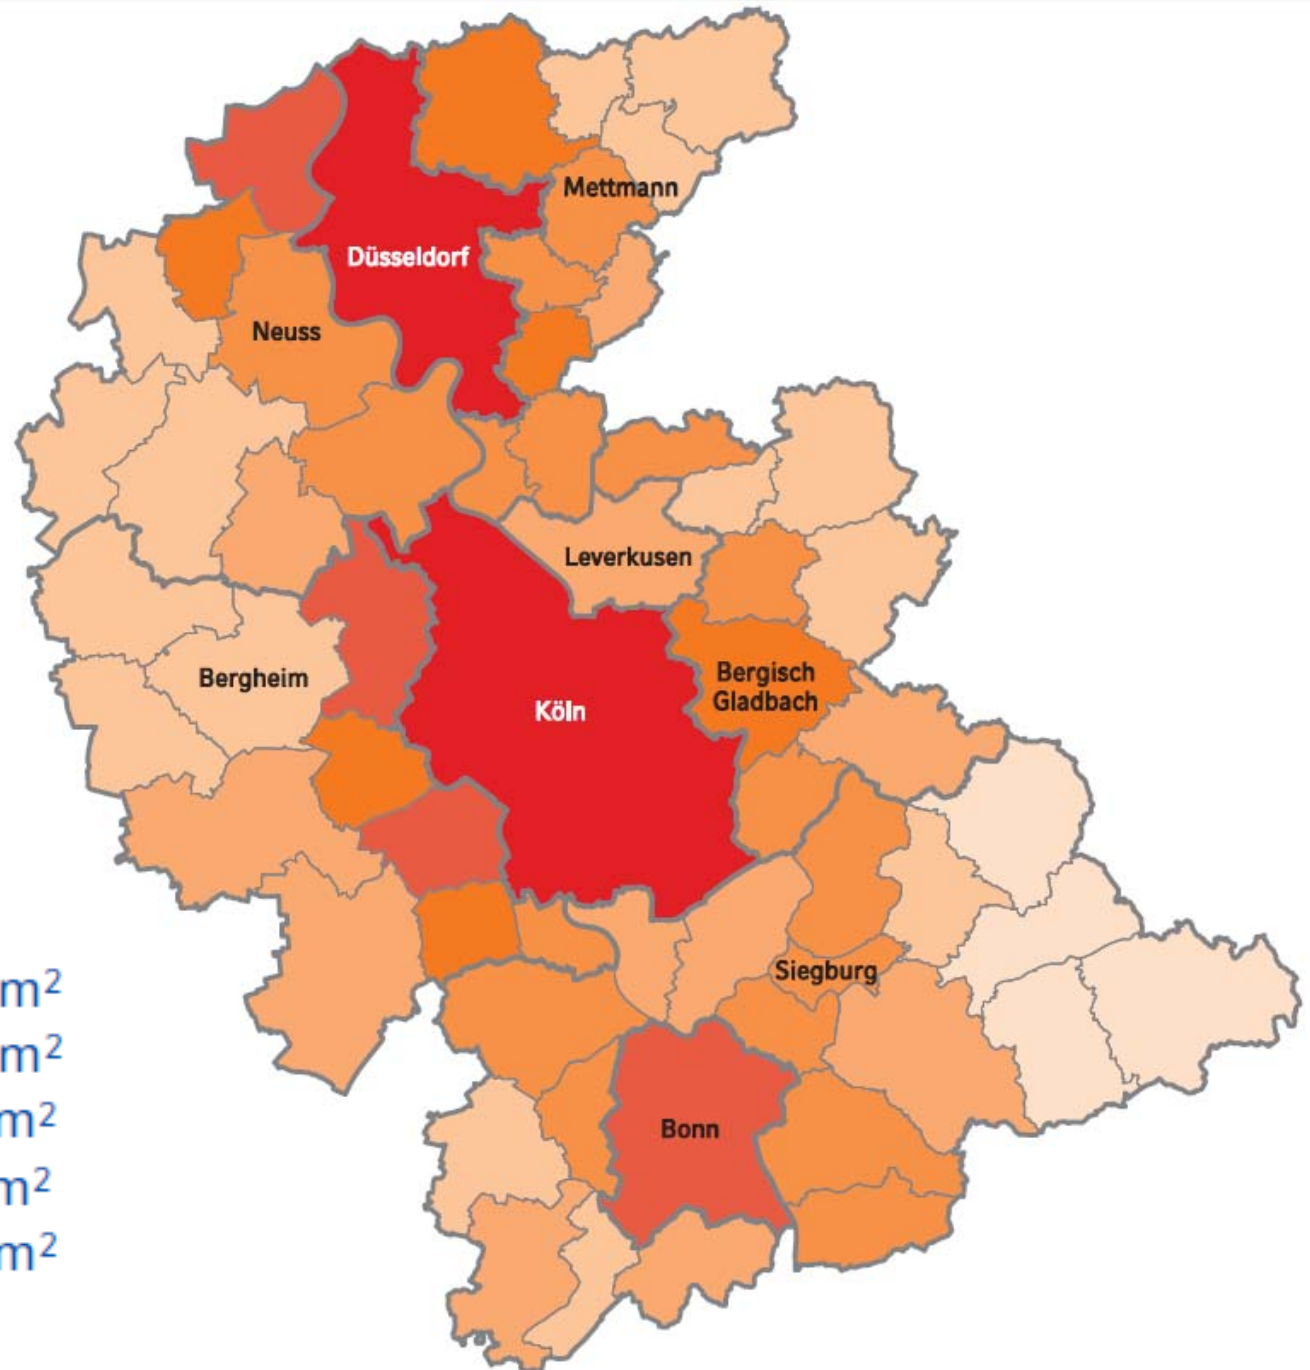 Mettmann
Düsseldorf
Neuss
Leverkusen
Bergheim
Bergisch
Gladbach
Köln
Siegburg
m²
m²
m²
m²
m²
Bonn